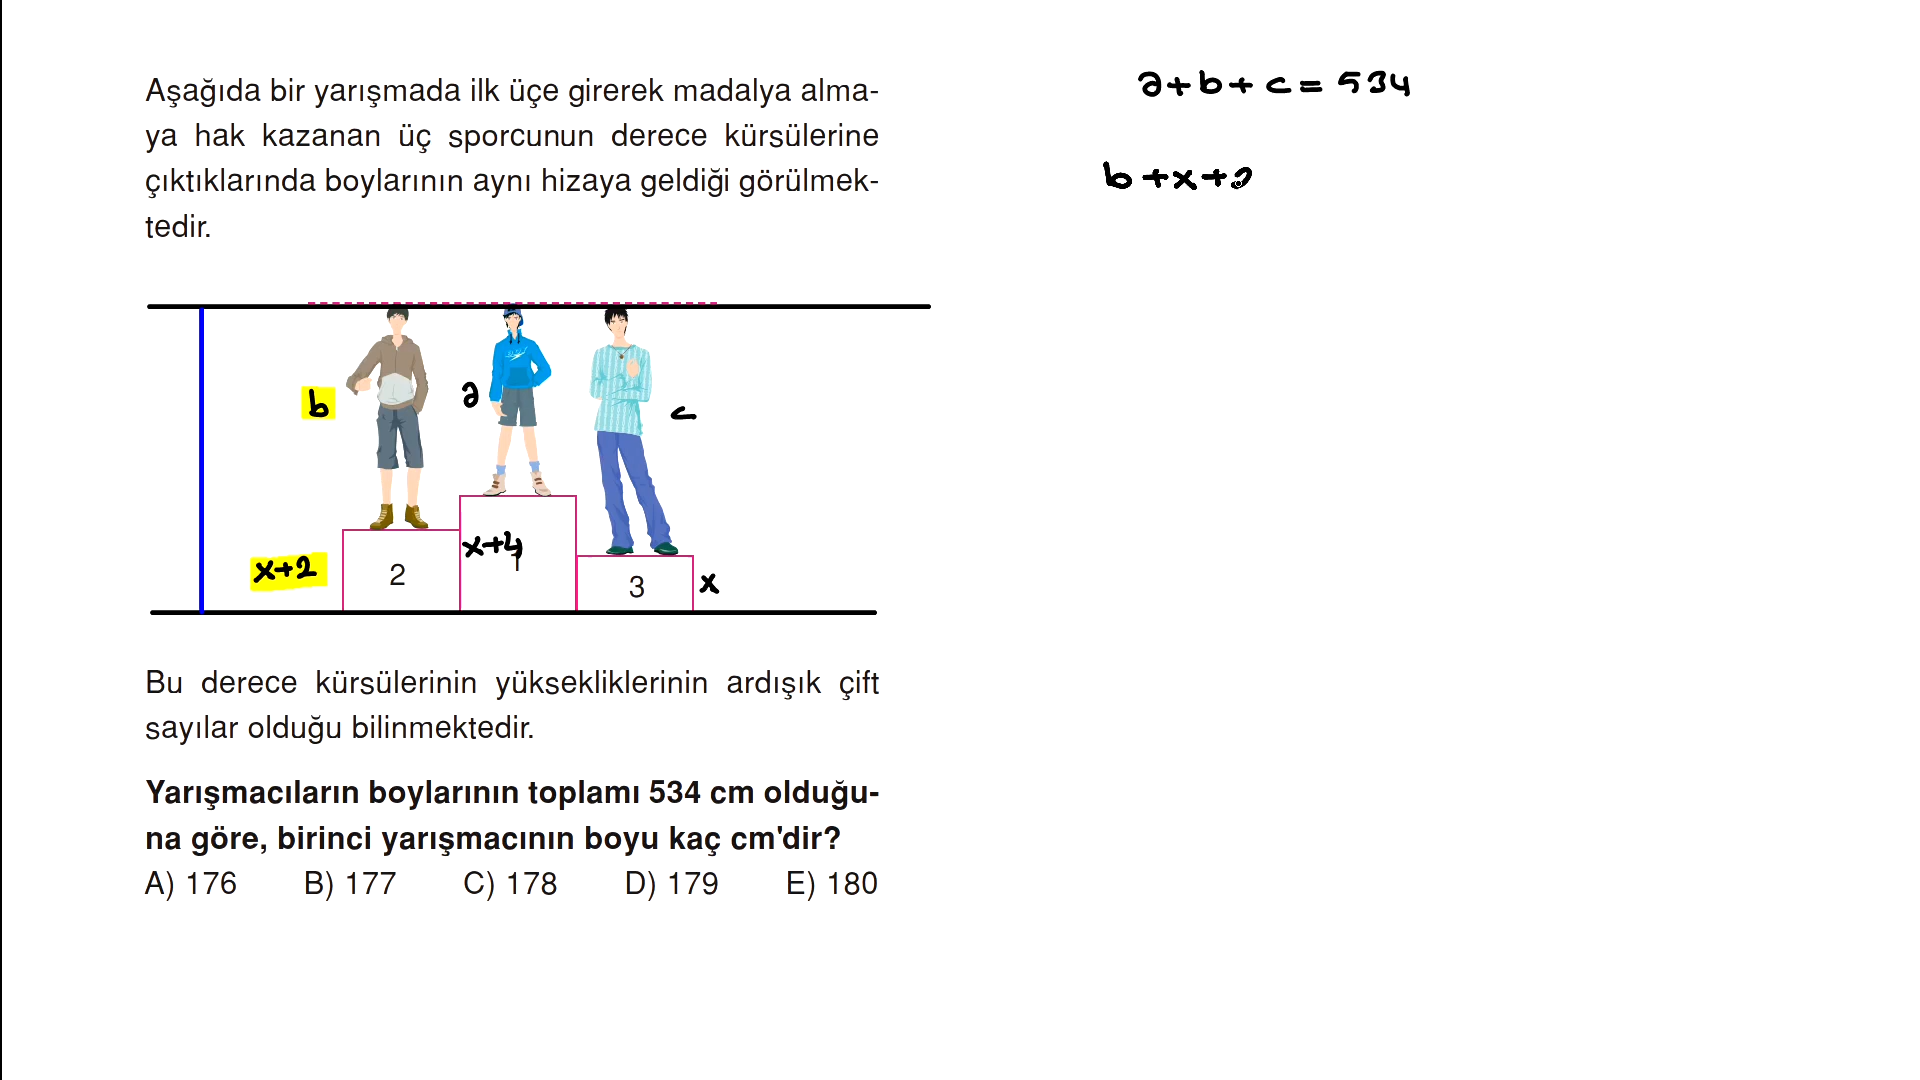 Aşağıda bir yarışmada ilk üçe girerek madalya alma-
ya hak kazanan üç sporcunun derece kürsülerine
çıktıklarında boylarının aynı hizaya geldiği görülmek-
tedir.
b
a
c
x+2
2
x+4
1
3
x
Bu derece kürsülerinin yüksekliklerinin ardışık çift
sayılar olduğu bilinmektedir.
Yarışmacıların boylarının toplamı 534 cm olduğu-
na göre, birinci yarışmacının boyu kaç cm'dir?
A) 176 B) 177 C) 178 D) 179 E) 180
a+b+c=534
b+x+2